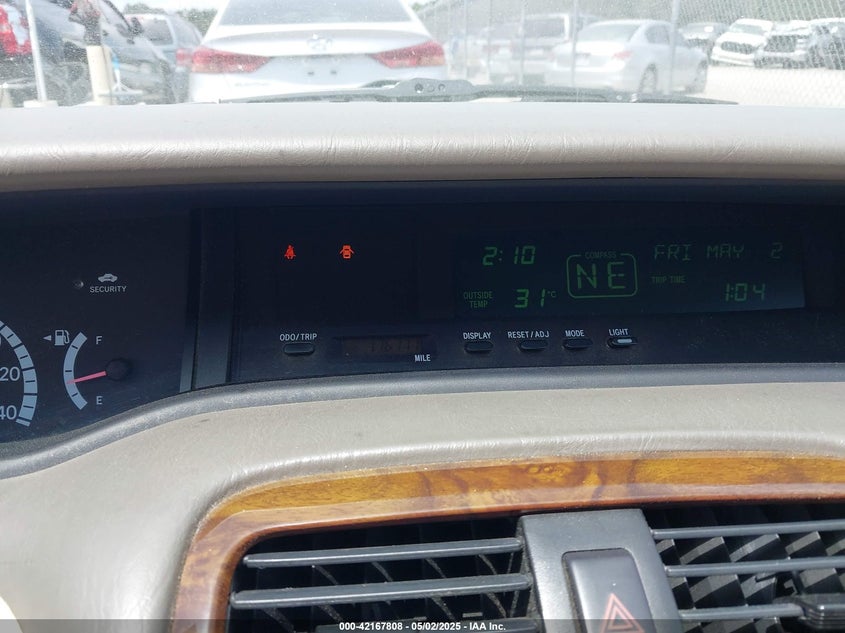 2:10
COMPASS
NE
FRI MAY 2
OUTSIDE
TEMP
31°C
TRIP TIME
1:04
SECURITY
F
E
20
40
ODO/TRIP
MILE
DISPLAY
RESET/ADJ
MODE
LIGHT
000-42167808 - 05/02/2025 - IAA Inc.